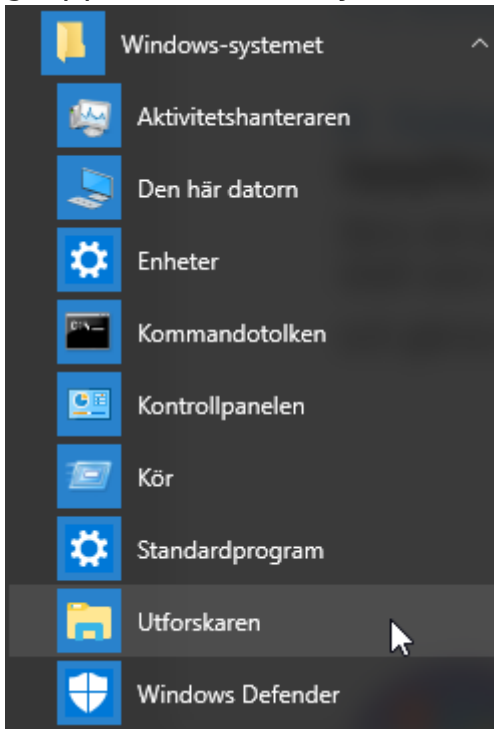 Windows-systemet
Aktivitetshanteraren
Den här datorn
Enheter
Kommandotolken
Kontrollpanelen
Kör
Standardprogram
Utforskaren
Windows Defender